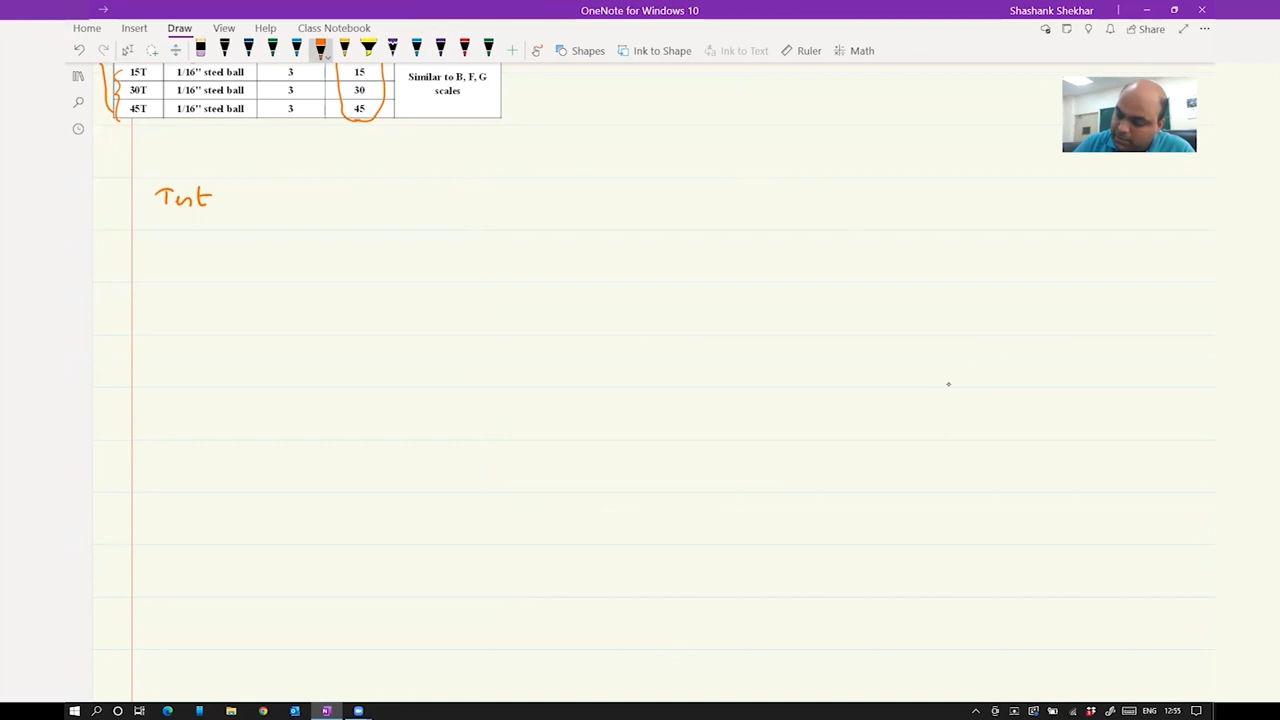 OneNote for Windows 10
Shashank Shekhar
Home Insert Draw View Help Class Notebook
Share
Shapes Ink to Shape Ink to Text Ruler Math
15T 1/16" steel ball 3 15
30T 1/16" steel ball 3 30
45T 1/16" steel ball 3 45
Similar to B, F, G
scales
Test
ENG 12:55